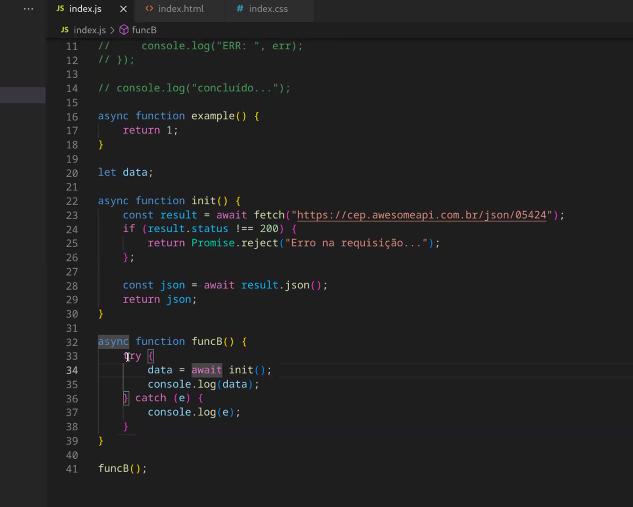 ··· JS index.js × <> index.html # index.css
JS index.js > funcB
11 //     console.log("ERR: ", err);
12 // });
13
14 // console.log("concluído...");
15
16 async function example() {
17     return 1;
18 }
19
20 let data;
21
22 async function init() {
23     const result = await fetch("https://cep.awesomeapi.com.br/json/05424");
24     if (result.status !== 200) {
25         return Promise.reject("Erro na requisição...");
26     };
27
28     const json = await result.json();
29     return json;
30 }
31
32 async function funcB() {
33     try {
34         data = await init();
35         console.log(data);
36     } catch (e) {
37         console.log(e);
38     }
39 }
40
41 funcB();